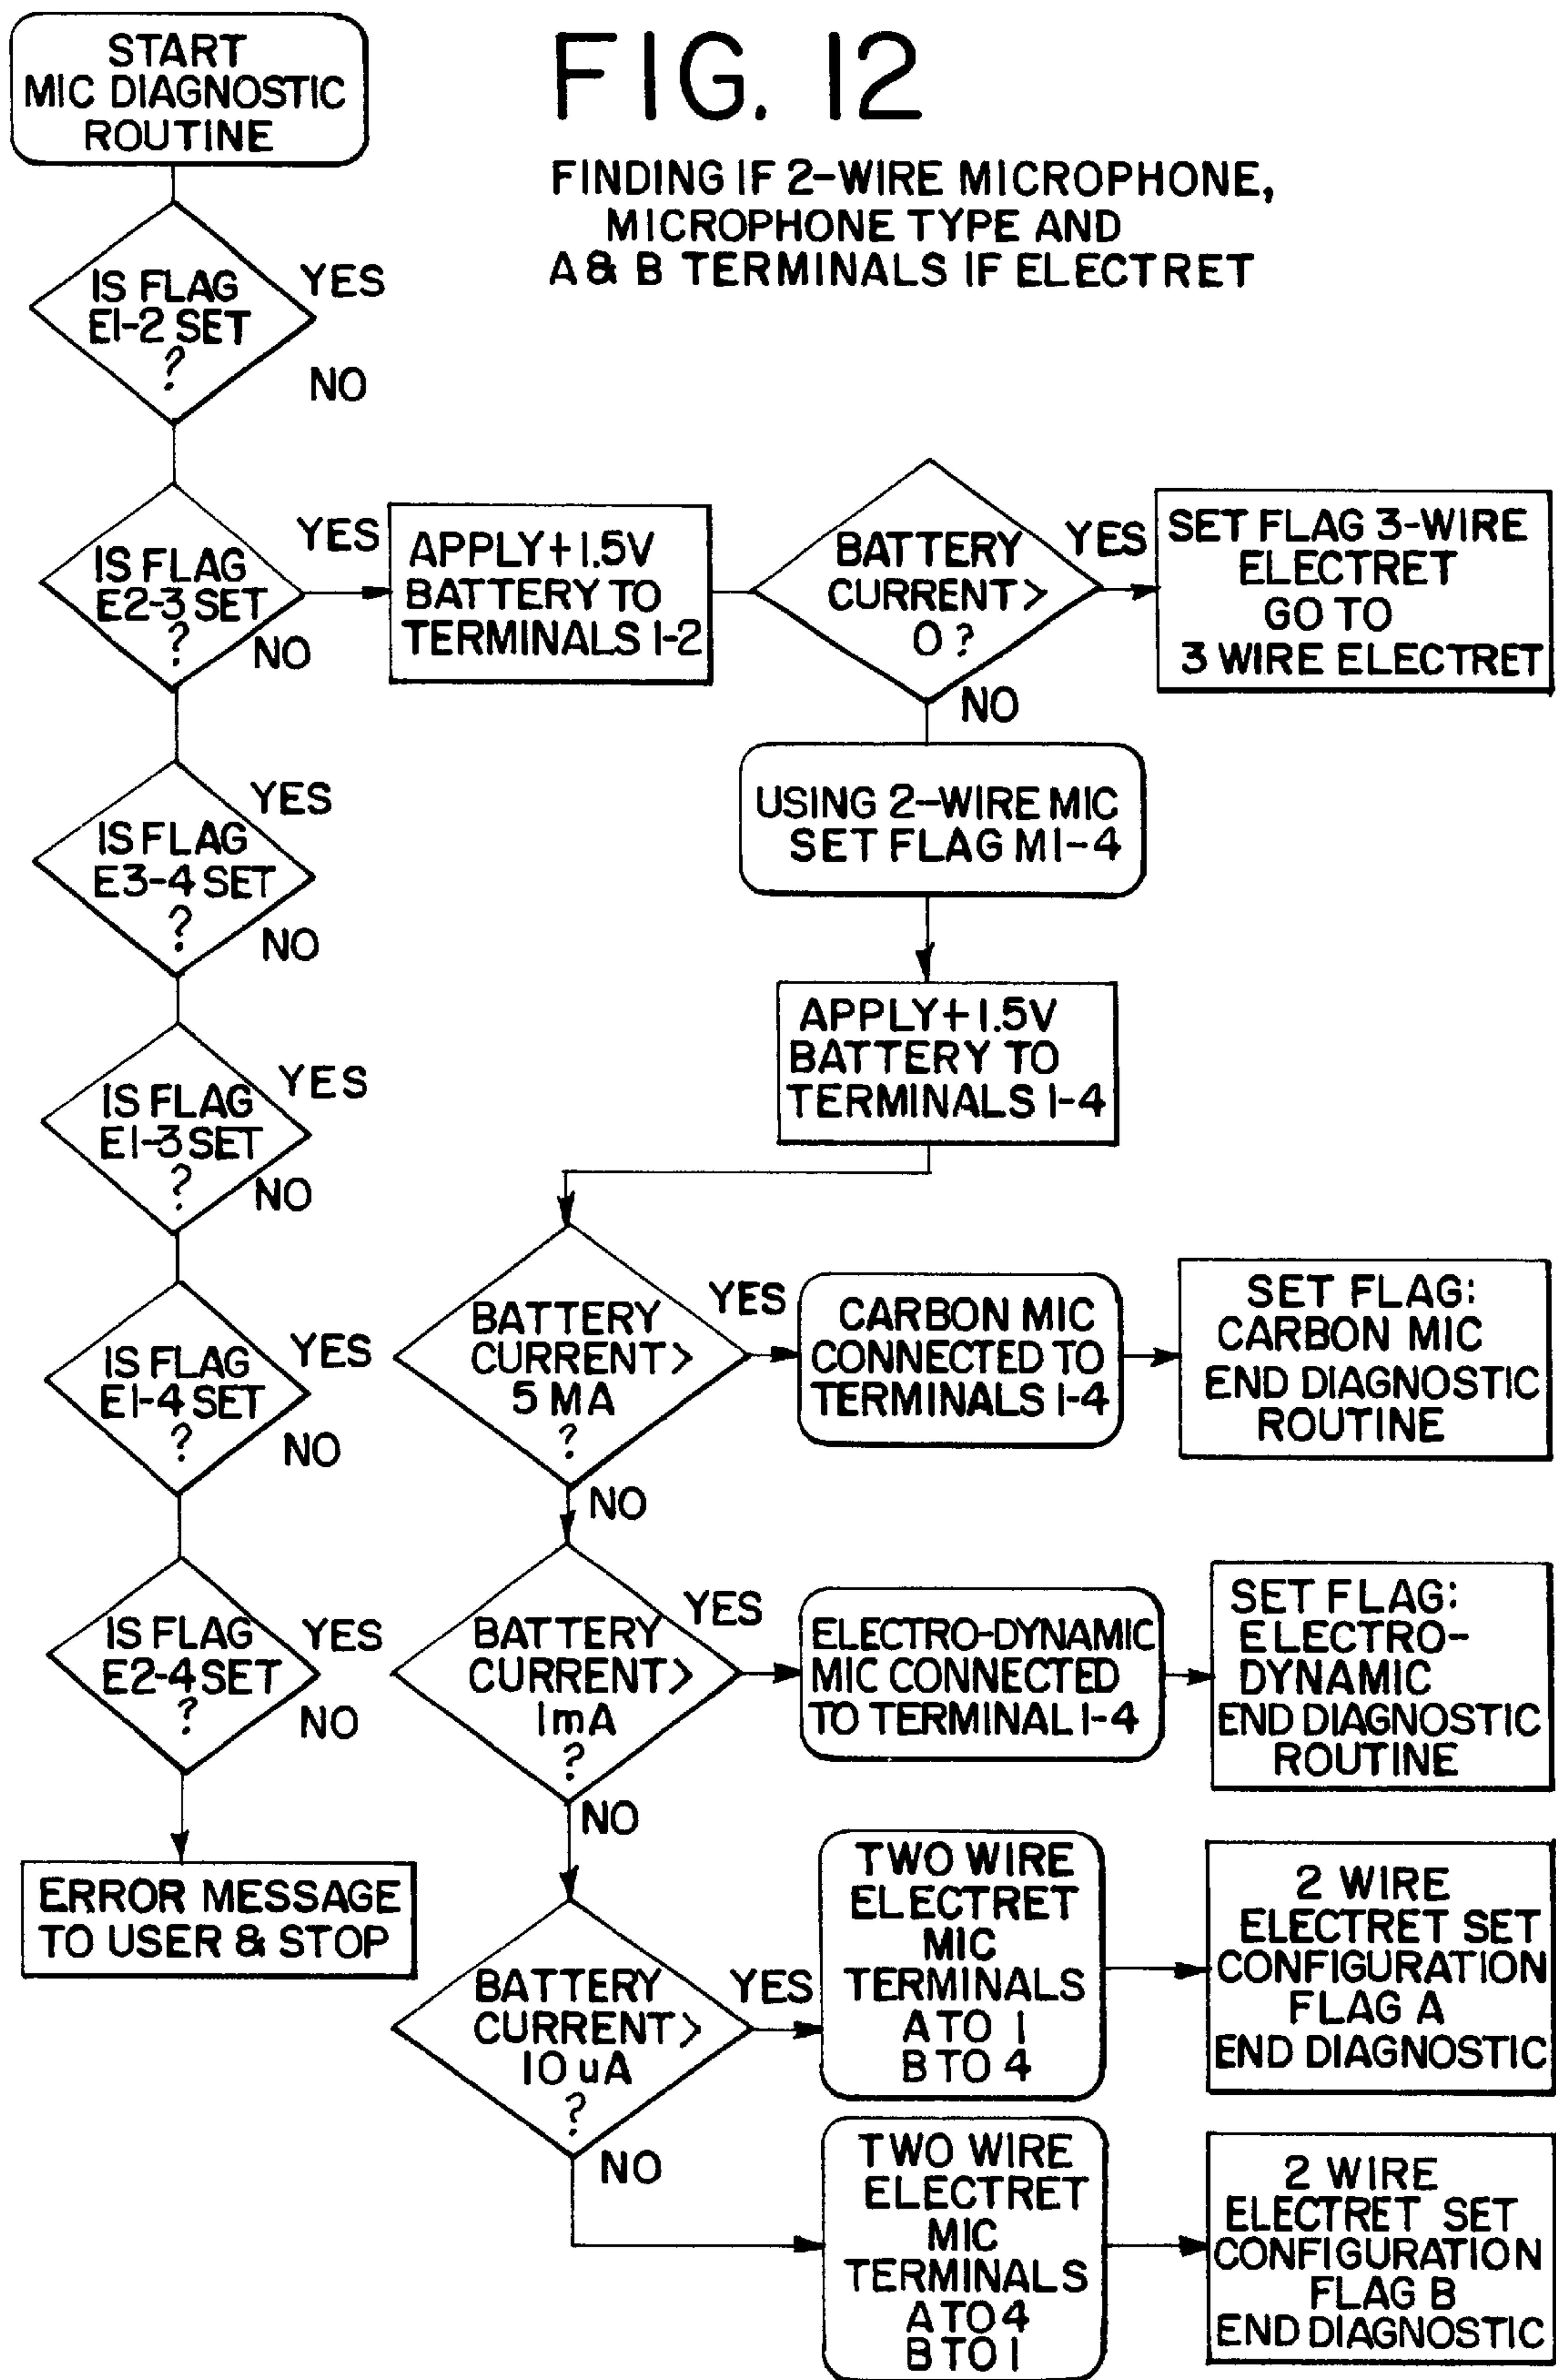 START
MIC DIAGNOSTIC
ROUTINE
FIG. 12
FINDING IF 2-WIRE MICROPHONE,
MICROPHONE TYPE AND
A & B TERMINALS IF ELECTRET
IS FLAG
E1-2 SET
?
YES
NO
IS FLAG
E2-3 SET
?
YES
NO
APPLY+1.5V
BATTERY TO
TERMINALS 1-2
BATTERY
CURRENT>
0 ?
YES
NO
SET FLAG 3-WIRE
ELECTRET
GO TO
3 WIRE ELECTRET
USING 2-WIRE MIC
SET FLAG M1-4
APPLY+1.5V
BATTERY TO
TERMINALS 1-4
IS FLAG
E3-4 SET
?
YES
NO
IS FLAG
E1-3 SET
?
YES
NO
IS FLAG
E1-4 SET
?
YES
NO
IS FLAG
E2-4 SET
?
YES
NO
ERROR MESSAGE
TO USER & STOP
BATTERY
CURRENT>
5 MA
?
YES
NO
CARBON MIC
CONNECTED TO
TERMINALS 1-4
SET FLAG:
CARBON MIC
END DIAGNOSTIC
ROUTINE
BATTERY
CURRENT>
1mA
?
YES
NO
ELECTRO-DYNAMIC
MIC CONNECTED
TO TERMINAL 1-4
SET FLAG:
ELECTRO-
DYNAMIC
END DIAGNOSTIC
ROUTINE
BATTERY
CURRENT>
10 uA
?
YES
NO
TWO WIRE
ELECTRET
MIC
TERMINALS
A TO 1
B TO 4
2 WIRE
ELECTRET SET
CONFIGURATION
FLAG A
END DIAGNOSTIC
TWO WIRE
ELECTRET
MIC
TERMINALS
A TO 4
B TO 1
2 WIRE
ELECTRET SET
CONFIGURATION
FLAG B
END DIAGNOSTIC